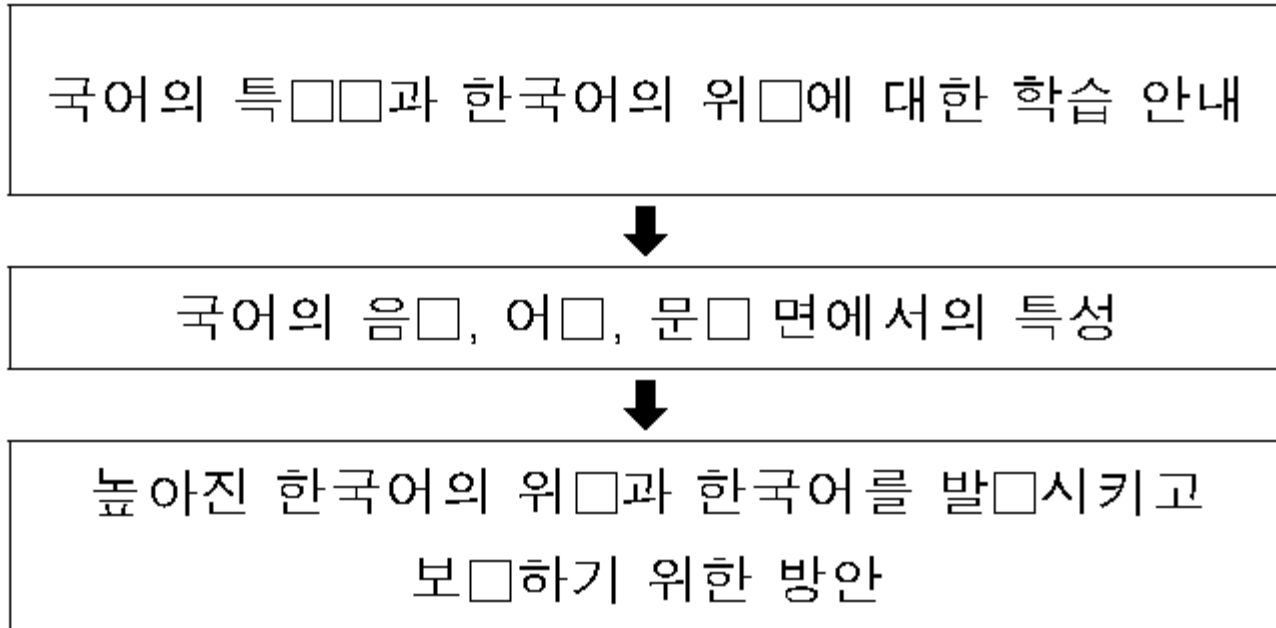 국어의 특□□과 한국어의 위□에 대한 학습 안내
국어의 음□, 어□, 문□ 면에서의 특성
높아진 한국어의 위□과 한국어를 발□시키고
보□하기 위한 방안